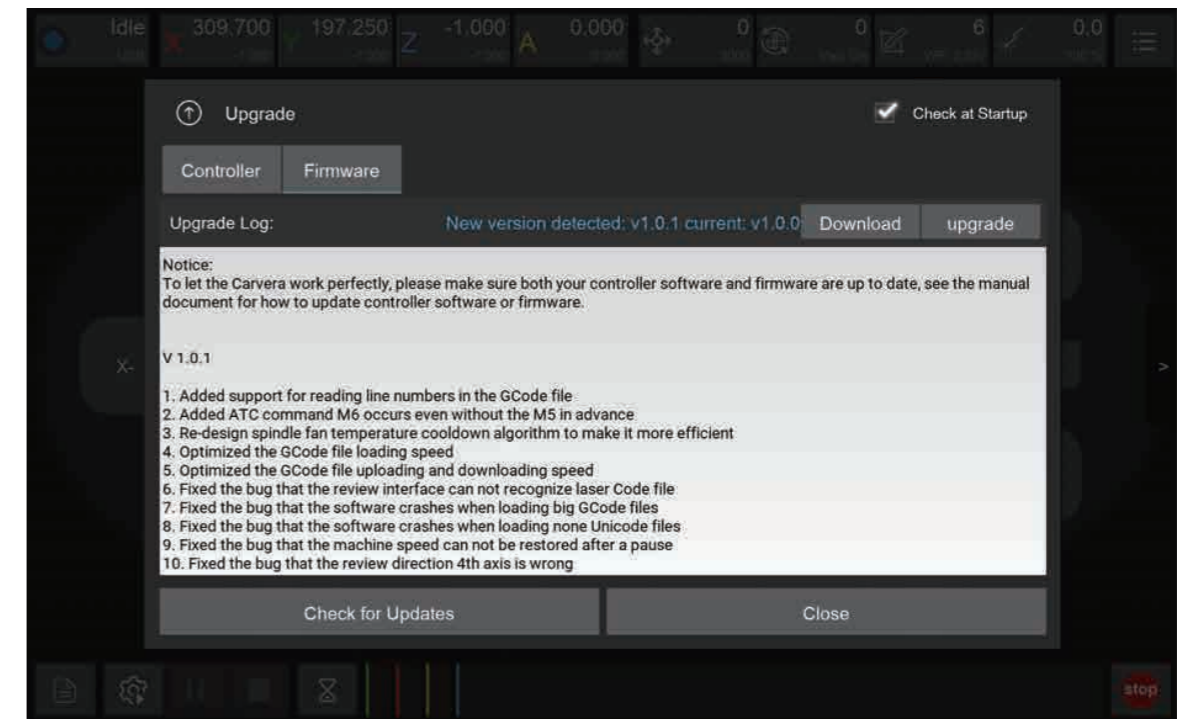 Idle X 309.700 Y 197.250 Z -1.000 A 0.000 0 0 6 0.0
Upgrade
Check at Startup
Controller Firmware
Upgrade Log: New version detected: v1.0.1 current: v1.0.0 Download upgrade
Notice:
To let the Carvera work perfectly, please make sure both your controller software and firmware are up to date, see the manual
document for how to update controller software or firmware.
V 1.0.1
1. Added support for reading line numbers in the GCode file
2. Added ATC command M6 occurs even without the M5 in advance
3. Re-design spindle fan temperature cooldown algorithm to make it more efficient
4. Optimized the GCode file loading speed
5. Optimized the GCode file uploading and downloading speed
6. Fixed the bug that the review interface can not recognize laser Code file
7. Fixed the bug that the software crashes when loading big GCode files
8. Fixed the bug that the software crashes when loading none Unicode files
9. Fixed the bug that the machine speed can not be restored after a pause
10. Fixed the bug that the review direction 4th axis is wrong
X- >
Check for Updates Close
stop